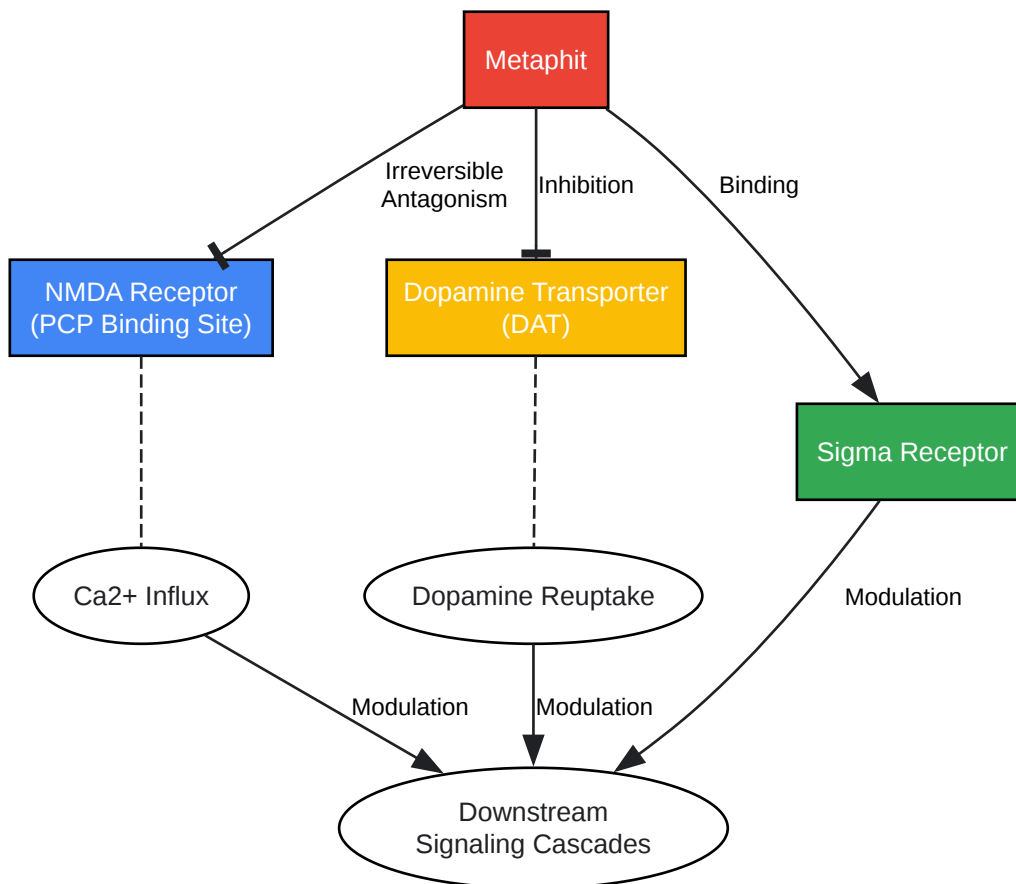 Metaphit
Irreversible
Antagonism
Inhibition
Binding
NMDA Receptor
(PCP Binding Site)
Dopamine Transporter
(DAT)
Sigma Receptor
Ca2+ Influx
Dopamine Reuptake
Modulation
Modulation
Modulation
Downstream
Signaling Cascades